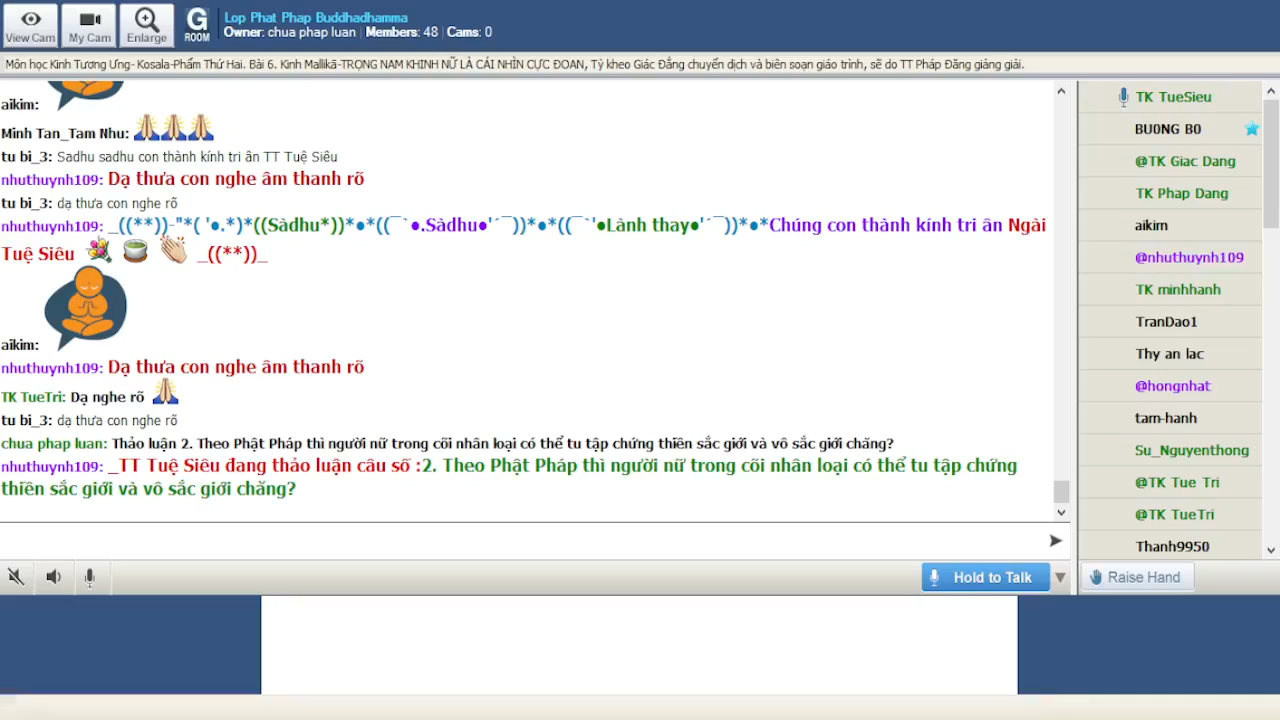 View Cam
My Cam
Enlarge
G
ROOM
Lop Phat Phap Buddhadhamma
Owner: chua phap luan | Members: 48 | Cams: 0
Môn học Kinh Tương Ưng- Kosala-Phẩm Thứ Hai. Bài 6. Kinh Mallikā-TRỌNG NAM KHINH NỮ LÀ CÁI NHÌN CỰC ĐOAN, Tỳ kheo Giác Đẳng chuyển dịch và biên soạn giáo trình, sẽ do TT Pháp Đăng giảng giải.
aikim:
Minh Tan_Tam Nhu:
tu bi_3: Sadhu sadhu con thành kính tri ân TT Tuệ Siêu
nhuthuynh109: Dạ thưa con nghe âm thanh rõ
tu bi_3: dạ thưa con nghe rõ
nhuthuynh109: _((**))-"*( '●.*)*((Sàdhu*))*●*((¯`●.Sàdhu●'´¯))*●*((¯`'●Lành thay●'´¯))*●*Chúng con thành kính tri ân Ngài
Tuệ Siêu _((**))_
aikim:
nhuthuynh109: Dạ thưa con nghe âm thanh rõ
TK TueTri: Dạ nghe rõ
tu bi_3: dạ thưa con nghe rõ
chua phap luan: Thảo luận 2. Theo Phật Pháp thì người nữ trong cõi nhân loại có thể tu tập chứng thiền sắc giới và vô sắc giới chăng?
nhuthuynh109: _TT Tuệ Siêu đang thảo luận câu số :2. Theo Phật Pháp thì người nữ trong cõi nhân loại có thể tu tập chứng
thiền sắc giới và vô sắc giới chăng?
TK TueSieu
BU0NG B0
@TK Giac Dang
TK Phap Dang
aikim
@nhuthuynh109
TK minhhanh
TranDao1
Thy an lac
@hongnhat
tam-hanh
Su_Nguyenthong
@TK Tue Tri
@TK TueTri
Thanh9950
Hold to Talk
Raise Hand